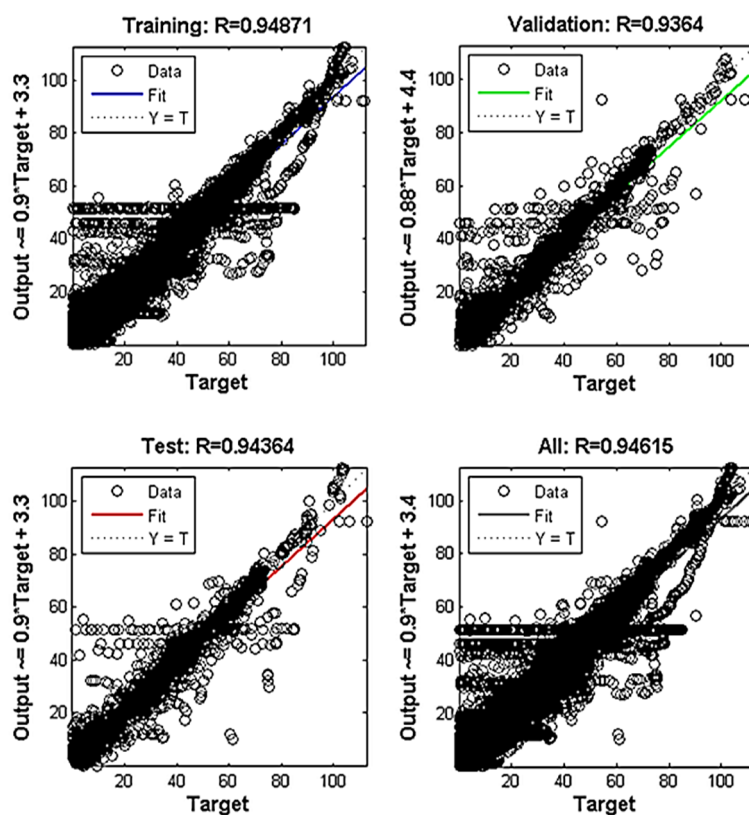 Training: R=0.94871
Output ~= 0.9*Target + 3.3
100
80
60
40
20
Data
Fit
Y = T
20 40 60 80 100
Target
Validation: R=0.9364
Output ~= 0.88*Target + 4.4
100
80
60
40
20
Data
Fit
Y = T
20 40 60 80 100
Target
Test: R=0.94364
Output ~= 0.9*Target + 3.3
100
80
60
40
20
Data
Fit
Y = T
20 40 60 80 100
Target
All: R=0.94615
Output ~= 0.9*Target + 3.4
100
80
60
40
20
Data
Fit
Y = T
20 40 60 80 100
Target